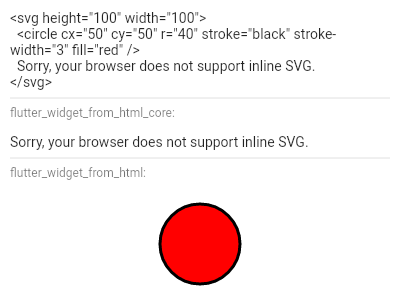 <svg height="100" width="100">
<circle cx="50" cy="50" r="40" stroke="black" stroke-
width="3" fill="red" />
Sorry, your browser does not support inline SVG.
</svg>
flutter_widget_from_html_core:
Sorry, your browser does not support inline SVG.
flutter_widget_from_html: